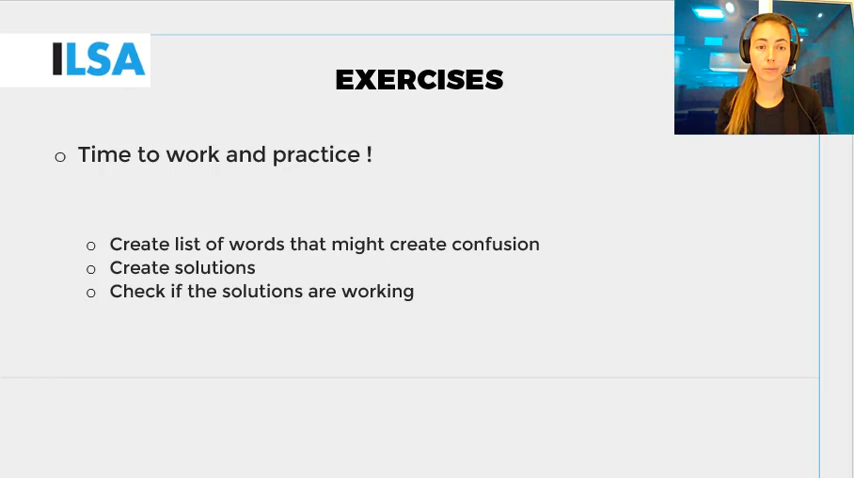 ILSA
EXERCISES
Time to work and practice !
Create list of words that might create confusion
Create solutions
Check if the solutions are working